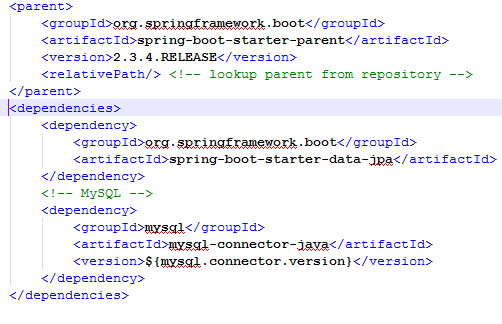 <parent>
<groupId>org.springframework.boot</groupId>
<artifactId>spring-boot-starter-parent</artifactId>
<version>2.3.4.RELEASE</version>
<relativePath/> <!-- lookup parent from repository -->
</parent>
<dependencies>
<dependency>
<groupId>org.springframework.boot</groupId>
<artifactId>spring-boot-starter-data-jpa</artifactId>
</dependency>
<!-- MySQL -->
<dependency>
<groupId>mysql</groupId>
<artifactId>mysql-connector-java</artifactId>
<version>${mysql.connector.version}</version>
</dependency>
</dependencies>